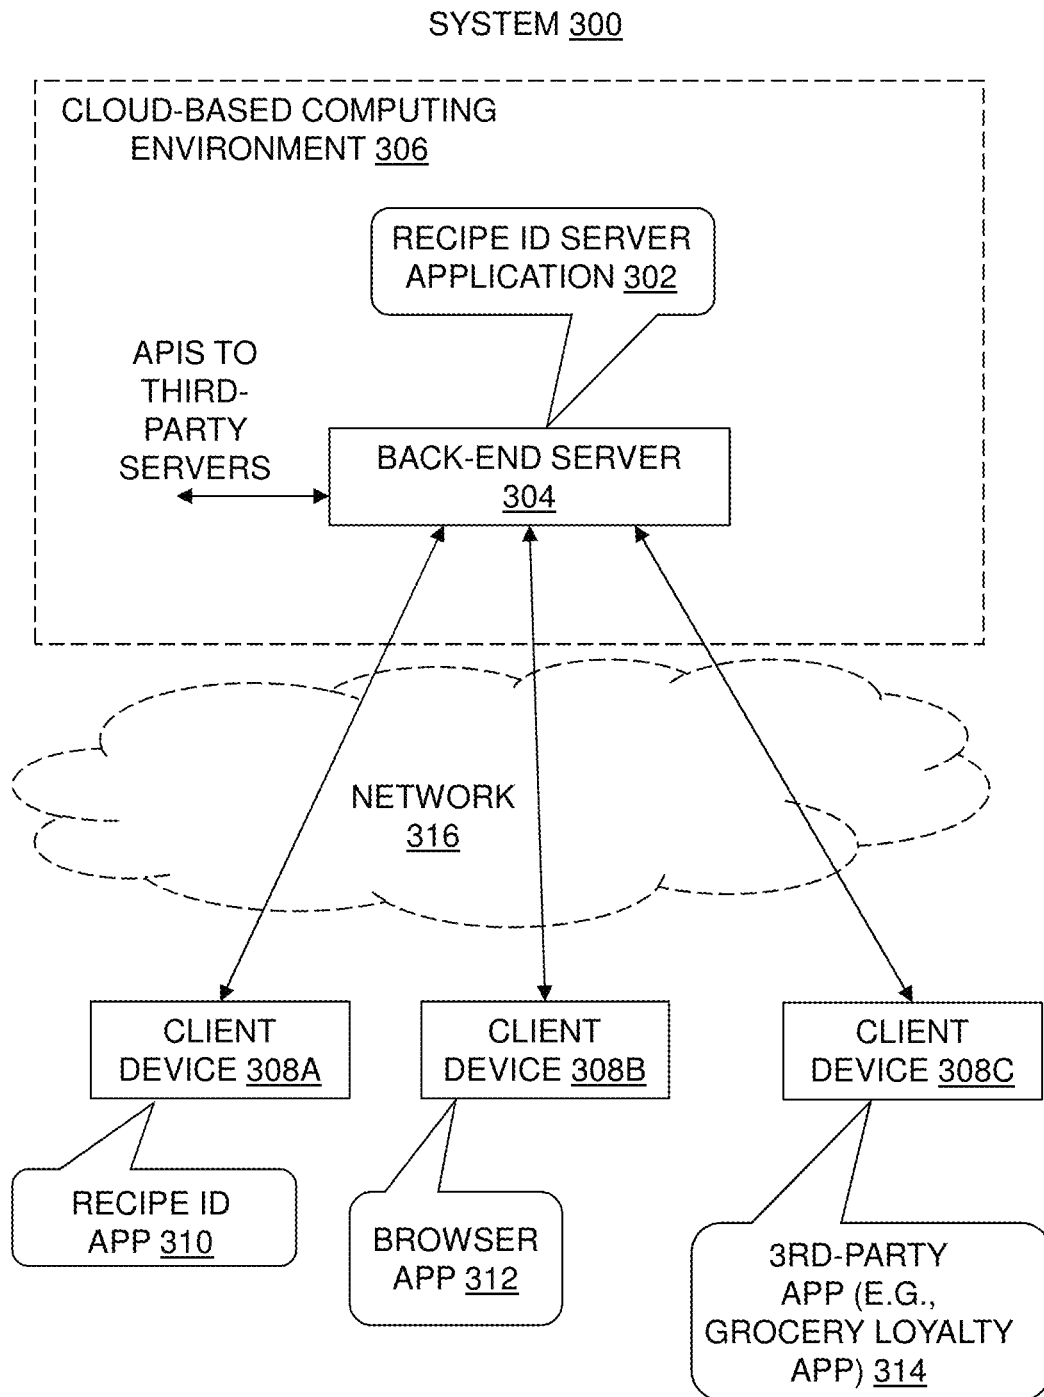 SYSTEM 300
CLOUD-BASED COMPUTING
ENVIRONMENT 306
RECIPE ID SERVER
APPLICATION 302
APIS TO
THIRD-
PARTY
SERVERS
BACK-END SERVER
304
NETWORK
316
CLIENT
DEVICE 308A
CLIENT
DEVICE 308B
CLIENT
DEVICE 308C
RECIPE ID
APP 310
BROWSER
APP 312
3RD-PARTY
APP (E.G.,
GROCERY LOYALTY
APP) 314